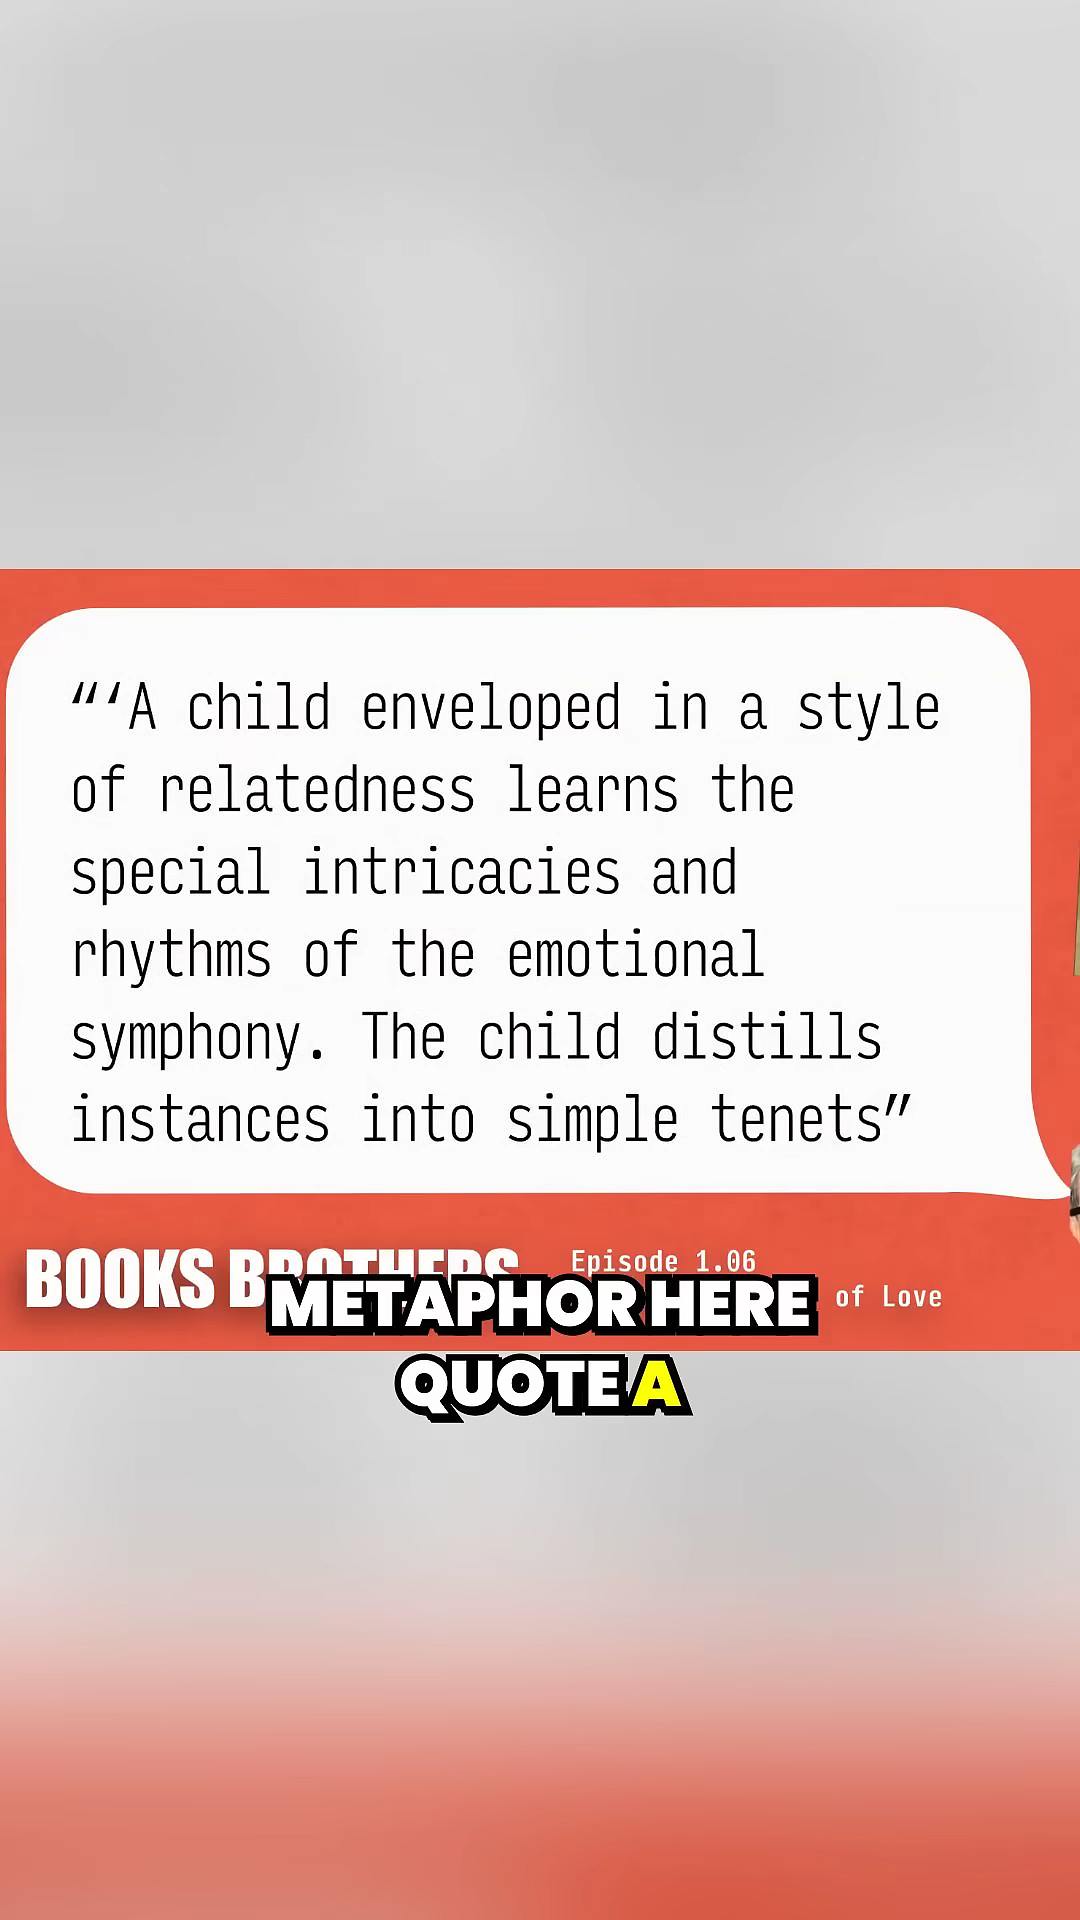 “‘A child enveloped in a style
of relatedness learns the
special intricacies and
rhythms of the emotional
symphony. The child distills
instances into simple tenets”
BOOKS BROTHERS
Episode 1.06
of Love
METAPHOR HERE
QUOTE A